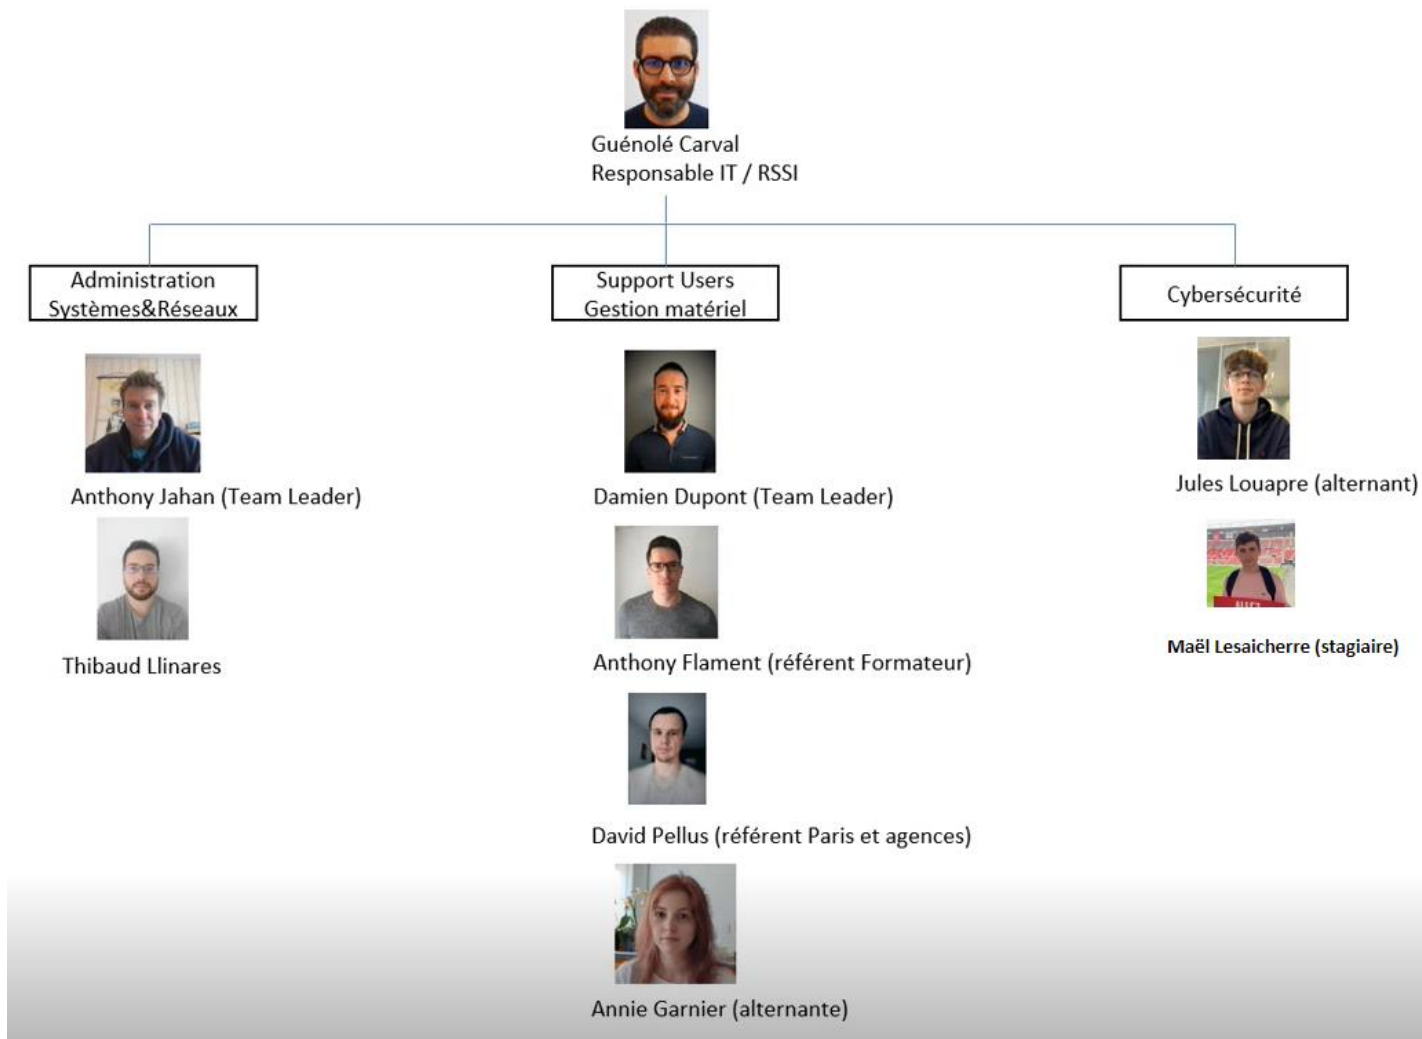 Guénolé Carval
Responsable IT / RSSI
Administration
Systèmes&Réseaux
Anthony Jahan (Team Leader)
Thibaud Llinares
Support Users
Gestion matériel
Damien Dupont (Team Leader)
Anthony Flament (référent Formateur)
David Pellus (référent Paris et agences)
Annie Garnier (alternante)
Cybersécurité
Jules Louapre (alternant)
ALLEZ
Maël Lesaicherre (stagiaire)